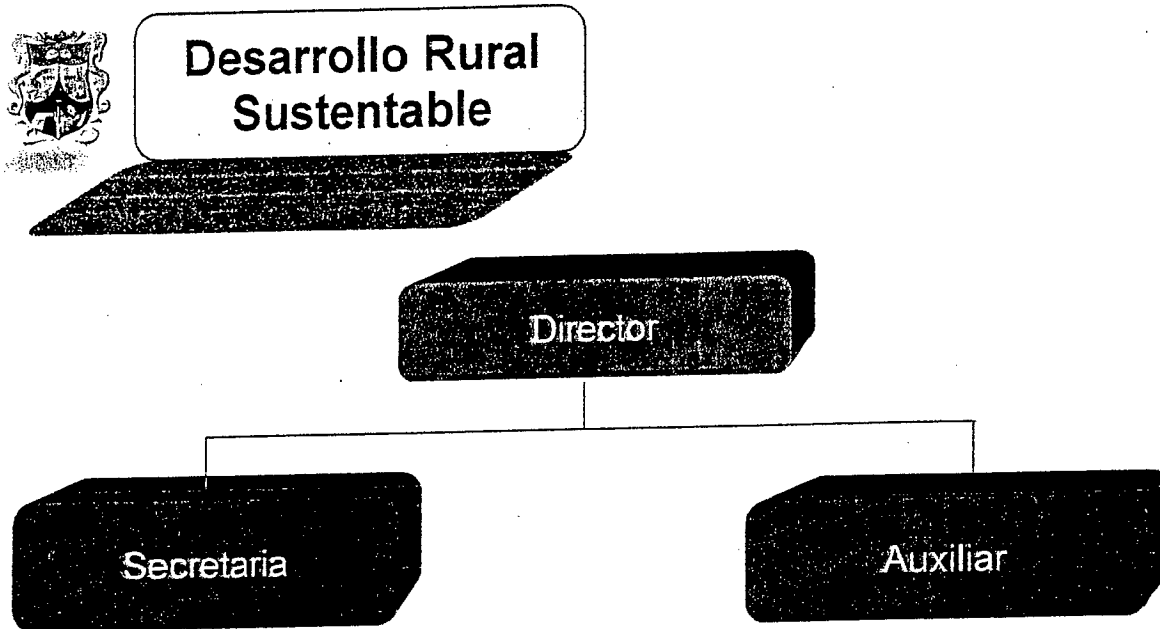 Desarrollo Rural
Sustentable
Director
Secretaria
Auxiliar